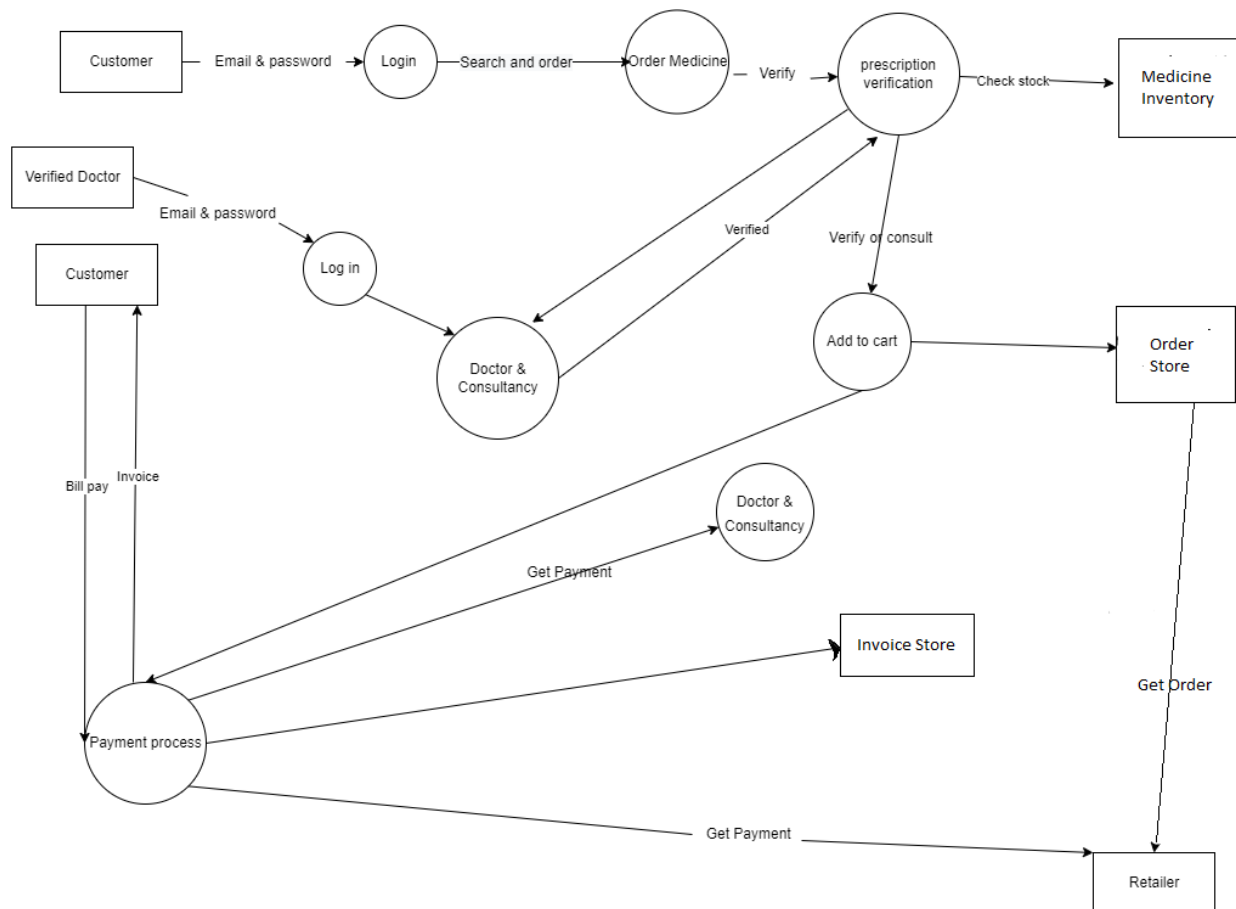 Customer
Email & password
Login
Search and order
Order Medicine
Verify
prescription
verification
Check stock
Medicine
Inventory
Verified Doctor
Email & password
Log in
Verified
Verify or consult
Customer
Doctor &
Consultancy
Add to cart
Order
Store
Bill pay
Invoice
Doctor &
Consultancy
Get Payment
Invoice Store
Get Order
Payment process
Get Payment
Retailer